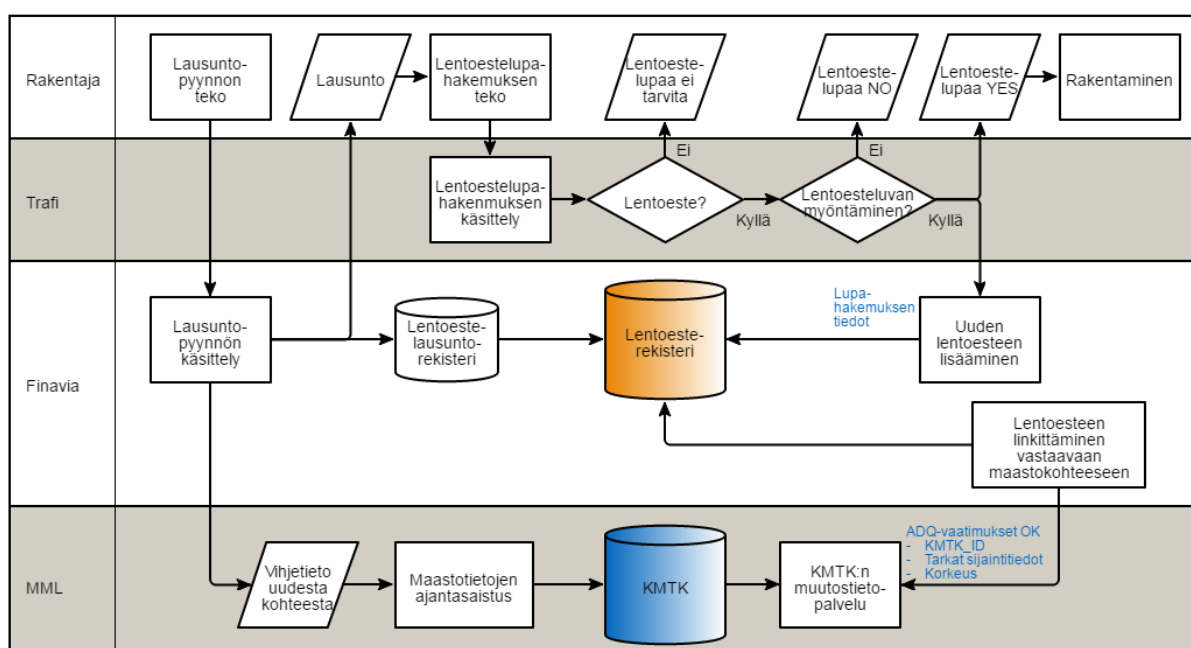 Rakentaja
Lausunto-
pyynnon
teko
Lausunto
Lentoestelupa-
hakemuksen
teko
Lentoeste-
lupaa ei
tarvita
Lentoeste-
lupaa NO
Lentoeste-
lupaa YES
Rakentaminen
Trafi
Lentoestelupa-
hakenmuksen
käsittely
Lentoeste?
Ei
Kyllä
Lentoesteluvan
myöntäminen?
Ei
Kyllä
Finavia
Lausunto-
pyynnön
käsittely
Lentoeste-
lausunto-
rekisteri
Lentoeste-
rekisteri
Lupa-
hakemuksen
tiedot
Uuden
lentoesteen
lisääminen
Lentoesteen
linkittäminen
vastaavaan
maastokohteeseen
MML
Vihjetieto
uudesta
kohteesta
Maastotietojen
ajantasaistus
KMTK
KMTK:n
muutostieto-
palvelu
ADQ-vaatimukset OK
- KMTK_ID
- Tarkat sijaintitiedot
- Korkeus